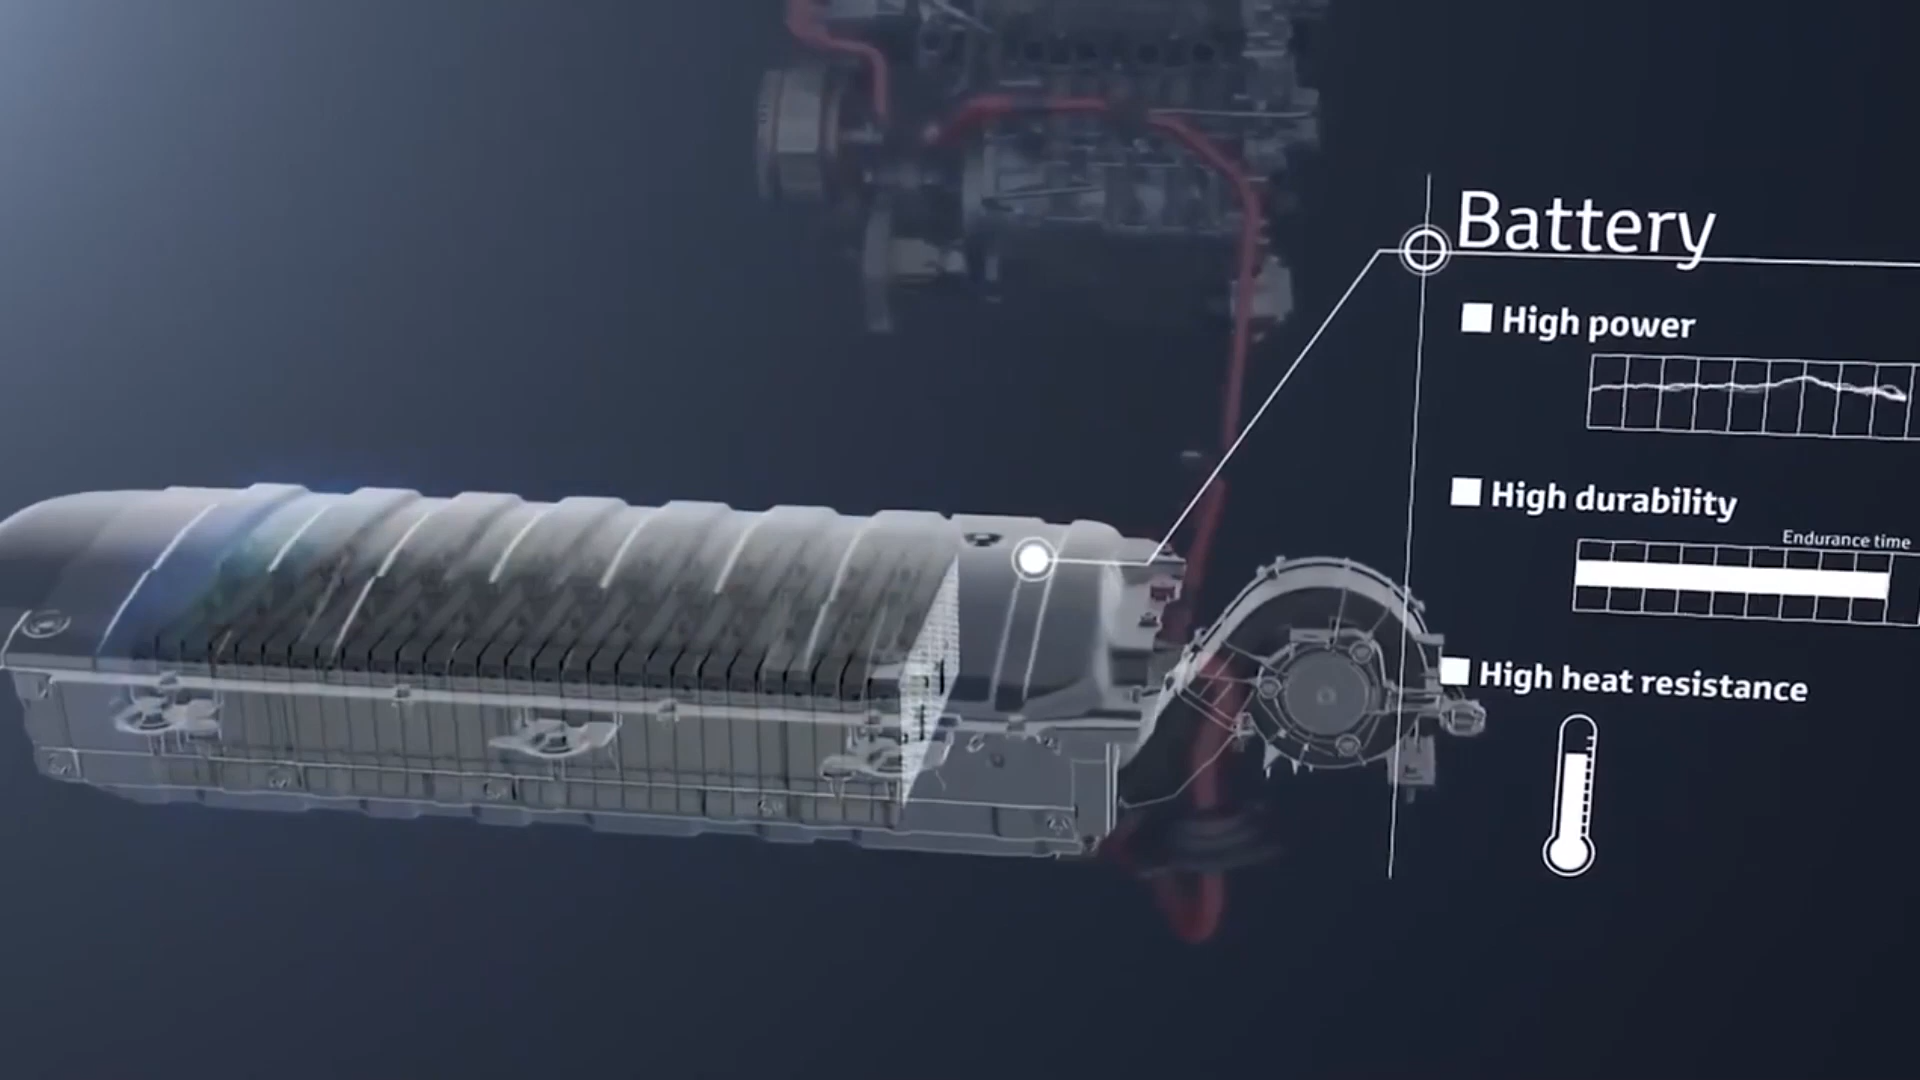 Battery
High power
High durability
Endurance time
High heat resistance